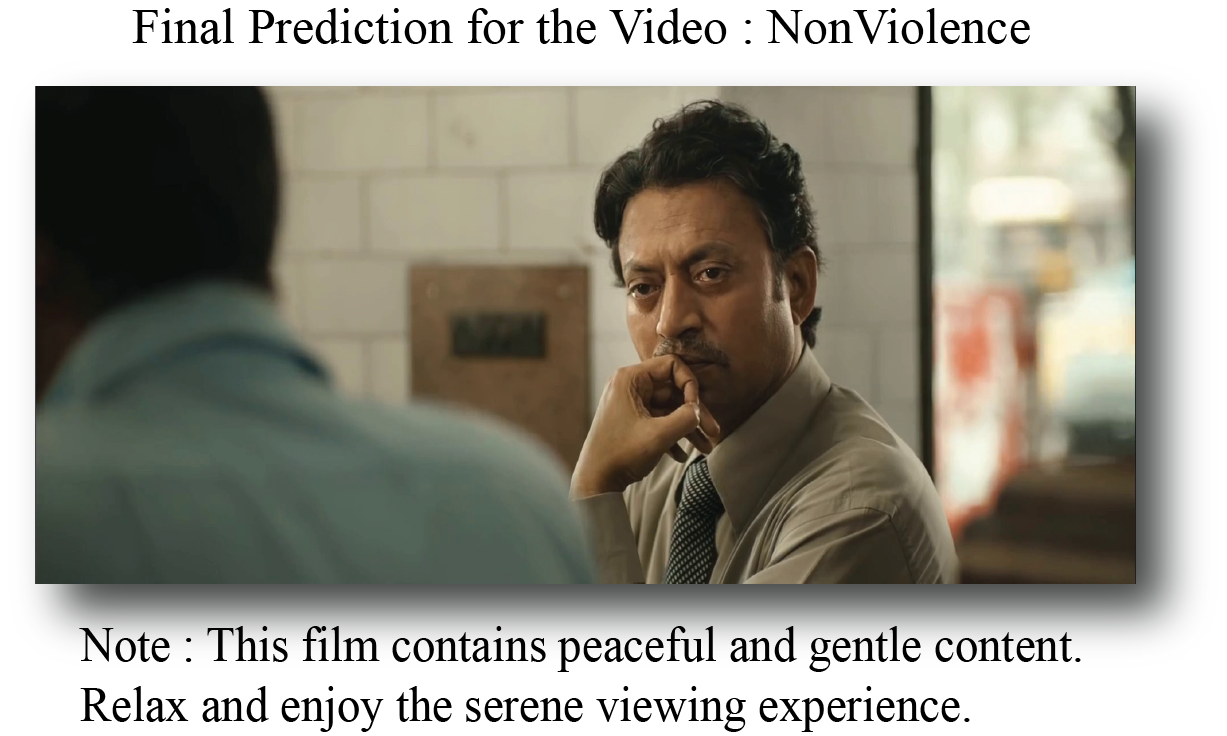 Final Prediction for the Video : NonViolence
Note : This film contains peaceful and gentle content.
Relax and enjoy the serene viewing experience.